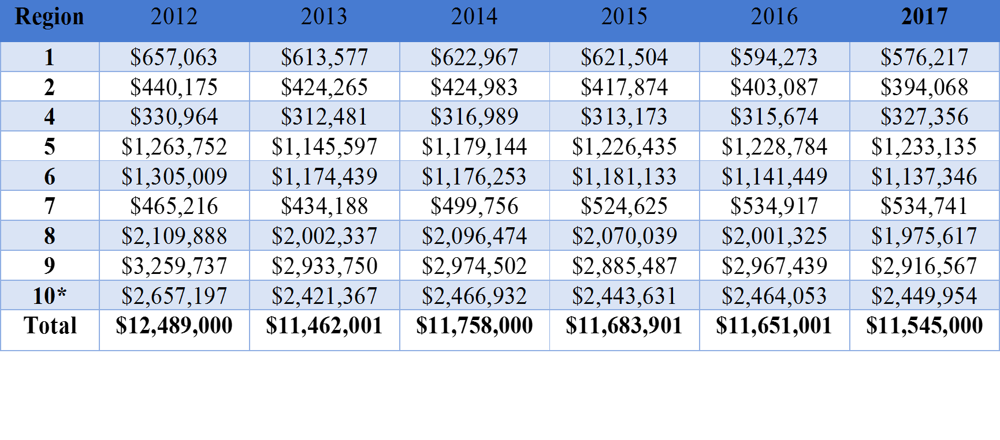 Region 2012 2013 2014 2015 2016 2017
1 $657,063 $613,577 $622,967 $621,504 $594,273 $576,217
2 $440,175 $424,265 $424,983 $417,874 $403,087 $394,068
4 $330,964 $312,481 $316,989 $313,173 $315,674 $327,356
5 $1,263,752 $1,145,597 $1,179,144 $1,226,435 $1,228,784 $1,233,135
6 $1,305,009 $1,174,439 $1,176,253 $1,181,133 $1,141,449 $1,137,346
7 $465,216 $434,188 $499,756 $524,625 $534,917 $534,741
8 $2,109,888 $2,002,337 $2,096,474 $2,070,039 $2,001,325 $1,975,617
9 $3,259,737 $2,933,750 $2,974,502 $2,885,487 $2,967,439 $2,916,567
10* $2,657,197 $2,421,367 $2,466,932 $2,443,631 $2,464,053 $2,449,954
Total $12,489,000 $11,462,001 $11,758,000 $11,683,901 $11,651,001 $11,545,000